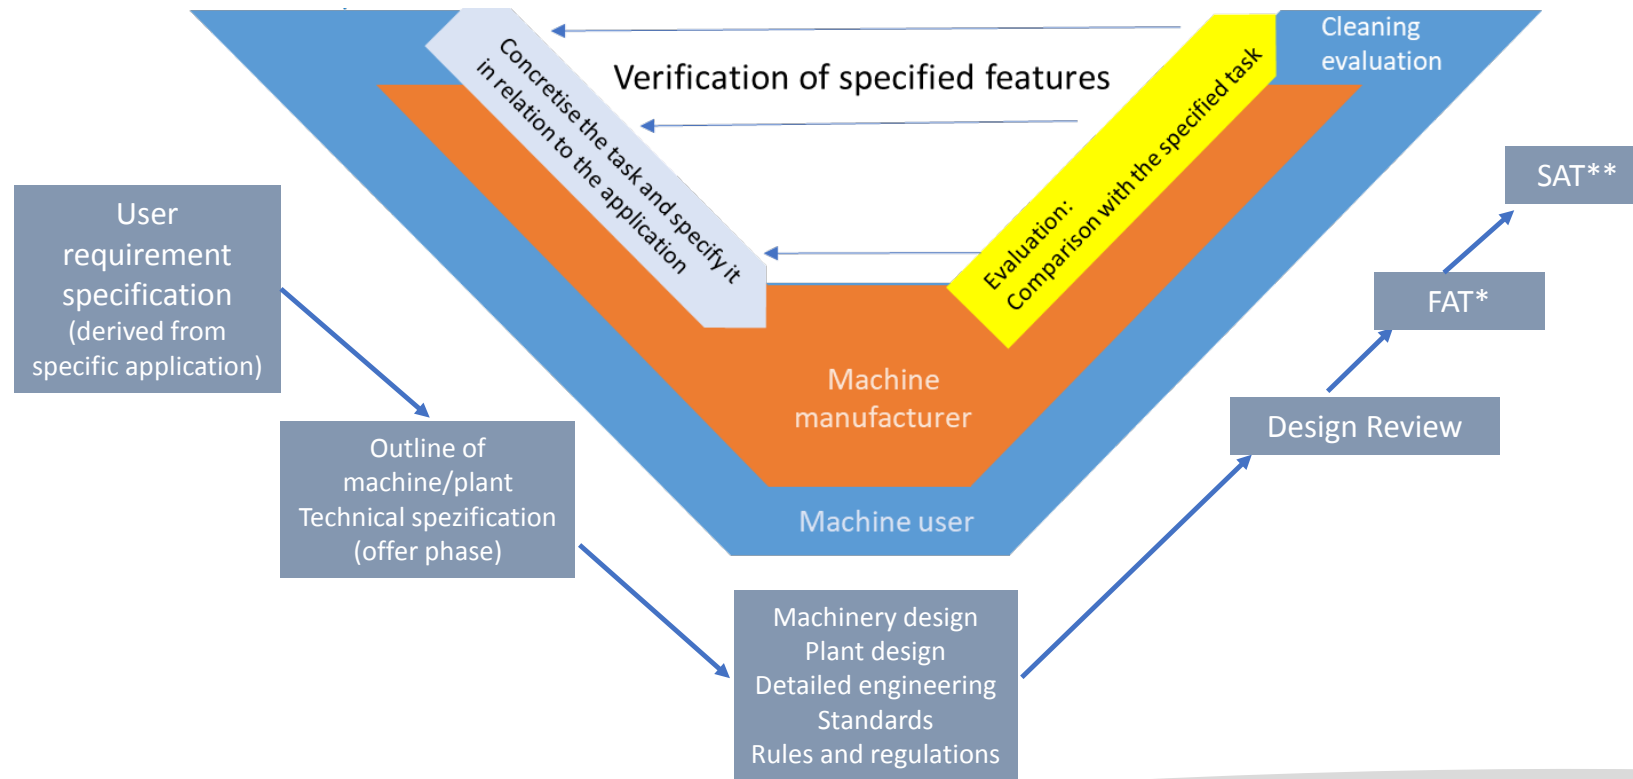 Cleaning
evaluation
Concretise the task and specify it
in relation to the application
Verification of specified features
Evaluation:
Comparison with the specified task
SAT**
User
requirement
specification
(derived from
specific application)
FAT*
Machine
manufacturer
Design Review
Outline of
machine/plant
Technical spezification
(offer phase)
Machine user
Machinery design
Plant design
Detailed engineering
Standards
Rules and regulations